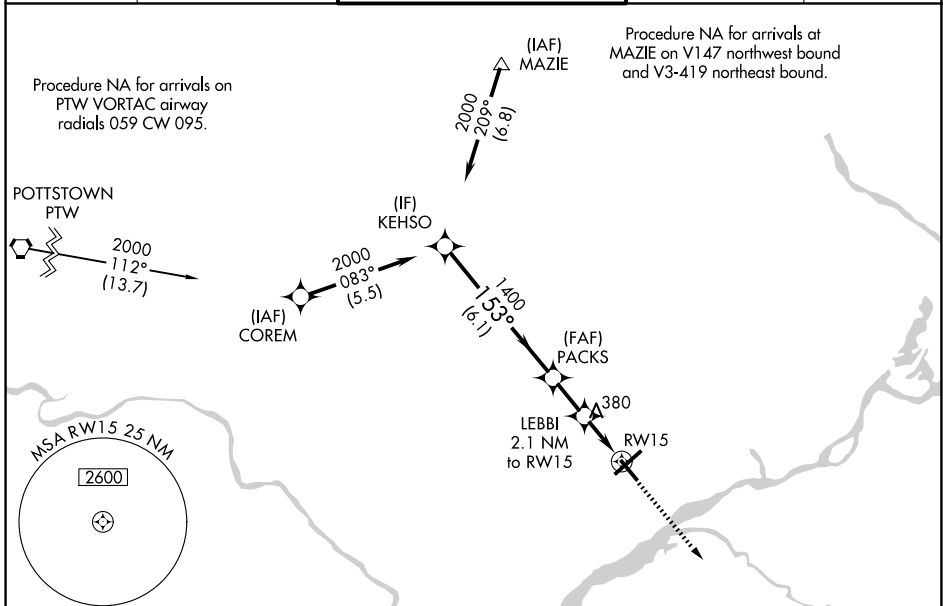 Procedure NA for arrivals on
PTW VORTAC airway
radials 059 CW 095.
(IAF)
MAZIE
Procedure NA for arrivals at
MAZIE on V147 northwest bound
and V3-419 northeast bound.
2000
209°
(6.8)
POTTSTOWN
PTW
2000
112°
(13.7)
(IF)
KEHSO
2000
083°
(5.5)
(IAF)
COREM
1400
153°
(6.1)
(FAF)
PACKS
380
LEBBI
2.1 NM
to RW15
RW15
MSA RW15 25 NM
2600